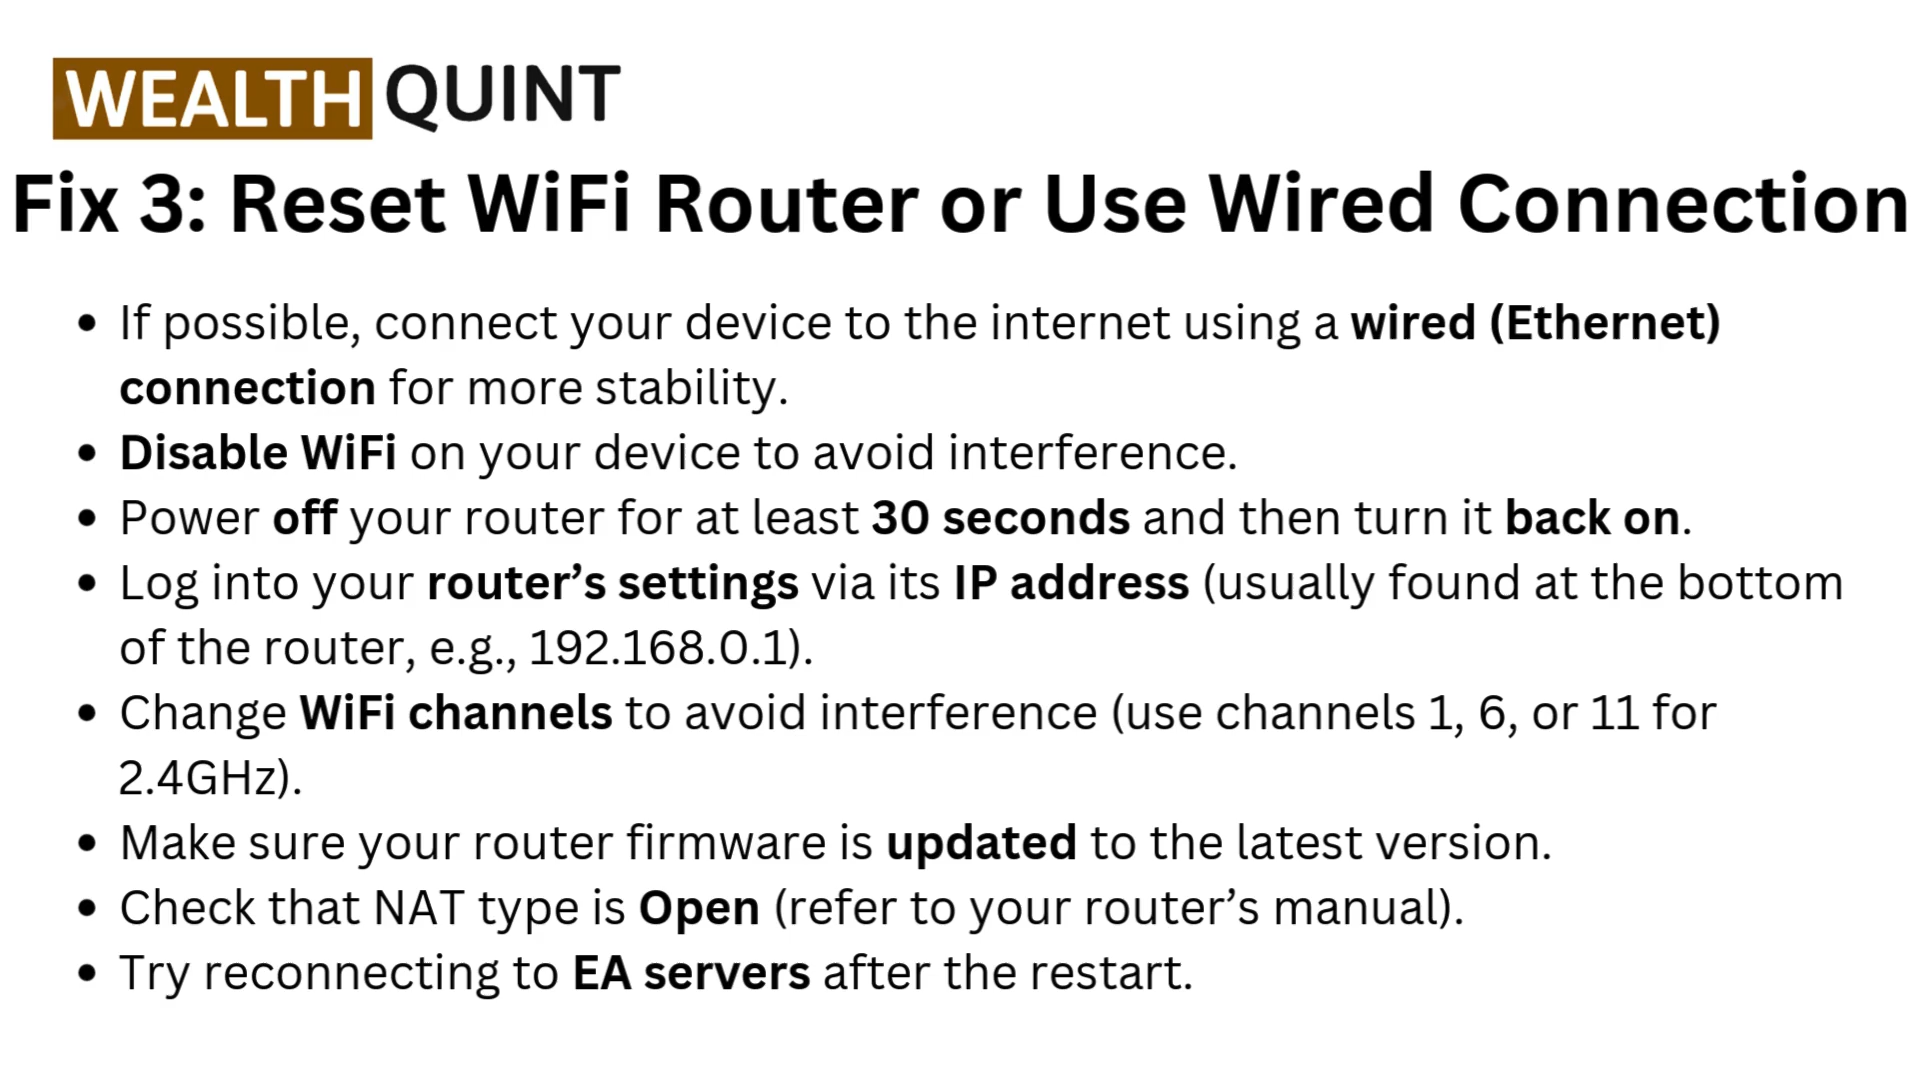 WEALTH QUINT
Fix 3: Reset WiFi Router or Use Wired Connection
• If possible, connect your device to the internet using a wired (Ethernet)
connection for more stability.
• Disable WiFi on your device to avoid interference.
• Power off your router for at least 30 seconds and then turn it back on.
• Log into your router’s settings via its IP address (usually found at the bottom
of the router, e.g., 192.168.0.1).
• Change WiFi channels to avoid interference (use channels 1, 6, or 11 for
2.4GHz).
• Make sure your router firmware is updated to the latest version.
• Check that NAT type is Open (refer to your router’s manual).
• Try reconnecting to EA servers after the restart.